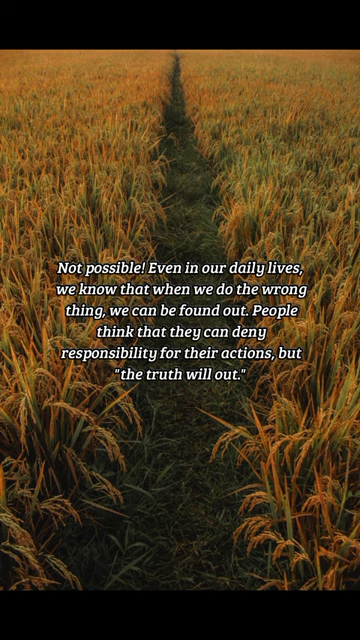 Not possible! Even in our daily lives,
we know that when we do the wrong
thing, we can be found out. People
think that they can deny
responsibility for their actions, but
"the truth will out."